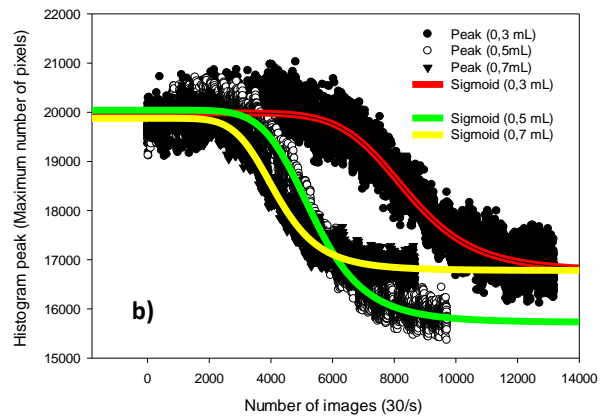 Histogram peak (Maximum number of pixels)
22000
21000
20000
19000
18000
17000
16000
15000
Peak (0,3 mL)
Peak (0,5mL)
Peak (0,7mL)
Sigmoid (0,3 mL)
Sigmoid (0,5 mL)
Sigmoid (0,7 mL)
b)
0 2000 4000 6000 8000 10000 12000 14000
Number of images (30/s)